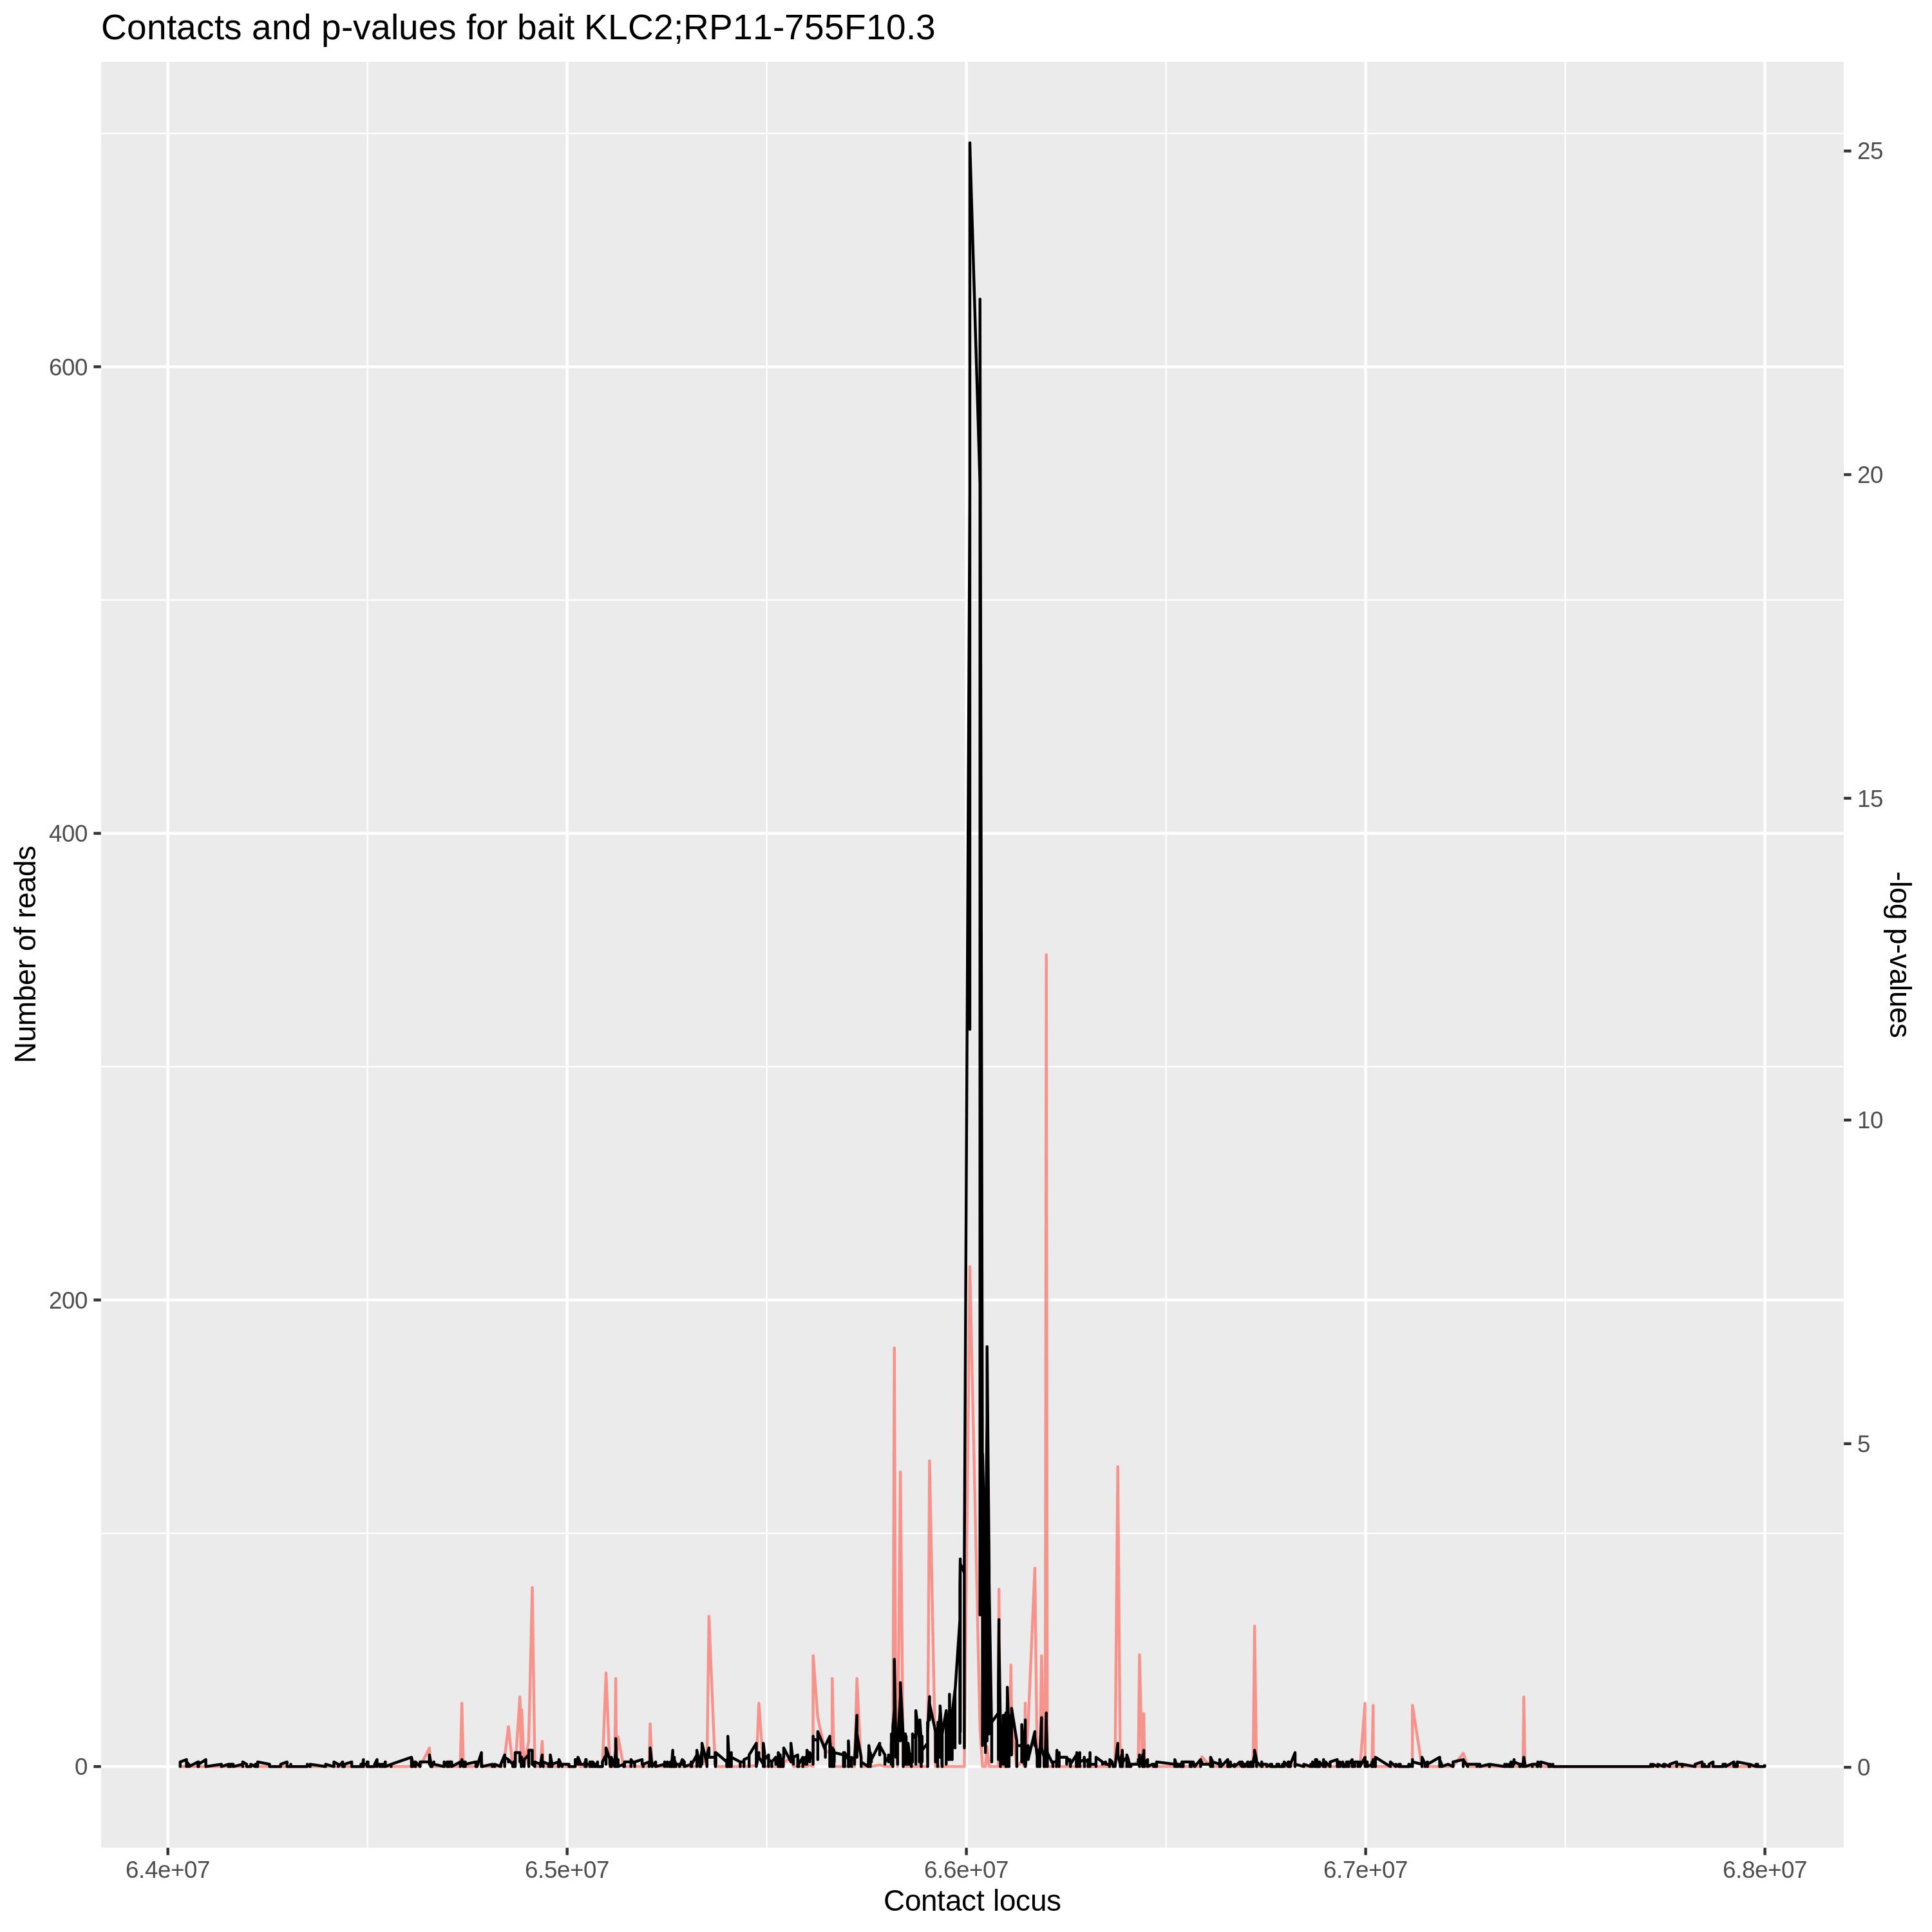 Contacts and p-values for bait KLC2;RP11-755F10.3
Number of reads
600
400
200
0
25
20
15
10
5
0
-log p-values
6.4e+07 6.5e+07 6.6e+07 6.7e+07 6.8e+07
Contact locus